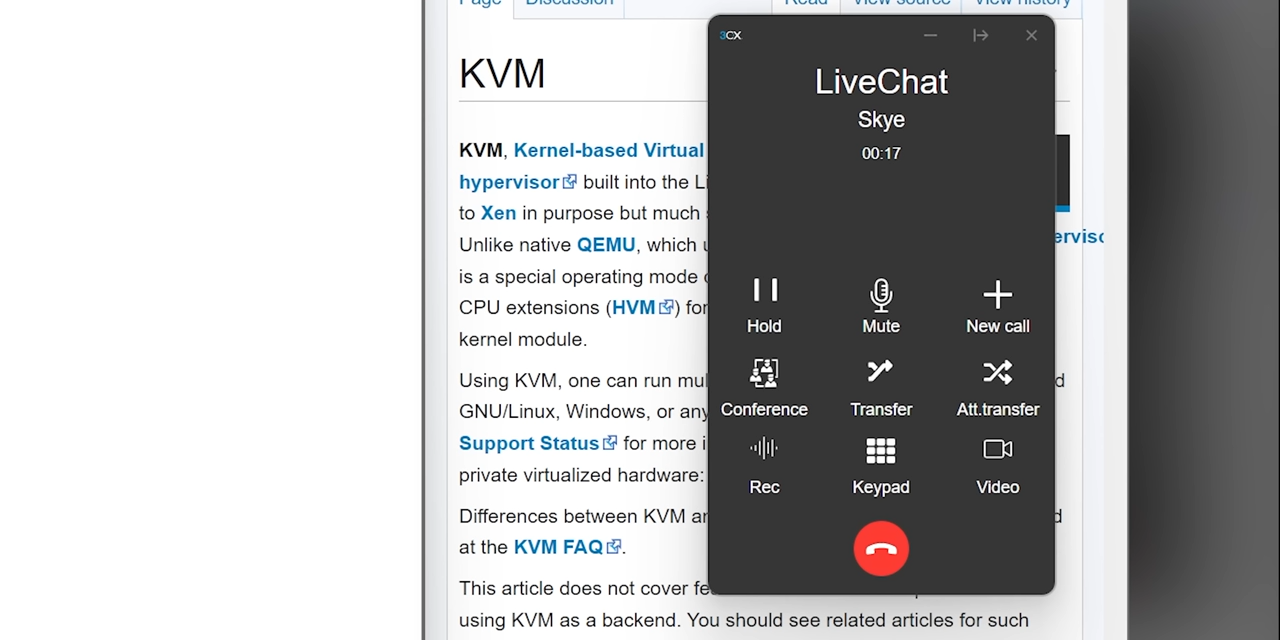 Page Discussion Read View source View history
3CX
LiveChat
Skye
00:17
Hold Mute New call
Conference Transfer Att.transfer
Rec Keypad Video
KVM
KVM, Kernel-based Virtual
hypervisor built into the Li
to Xen in purpose but much
Unlike native QEMU, which u
is a special operating mode
CPU extensions (HVM) for
kernel module.
Using KVM, one can run mul
GNU/Linux, Windows, or any
Support Status for more i
private virtualized hardware:
Differences between KVM an
at the KVM FAQ.
This article does not cover fe
using KVM as a backend. You should see related articles for such